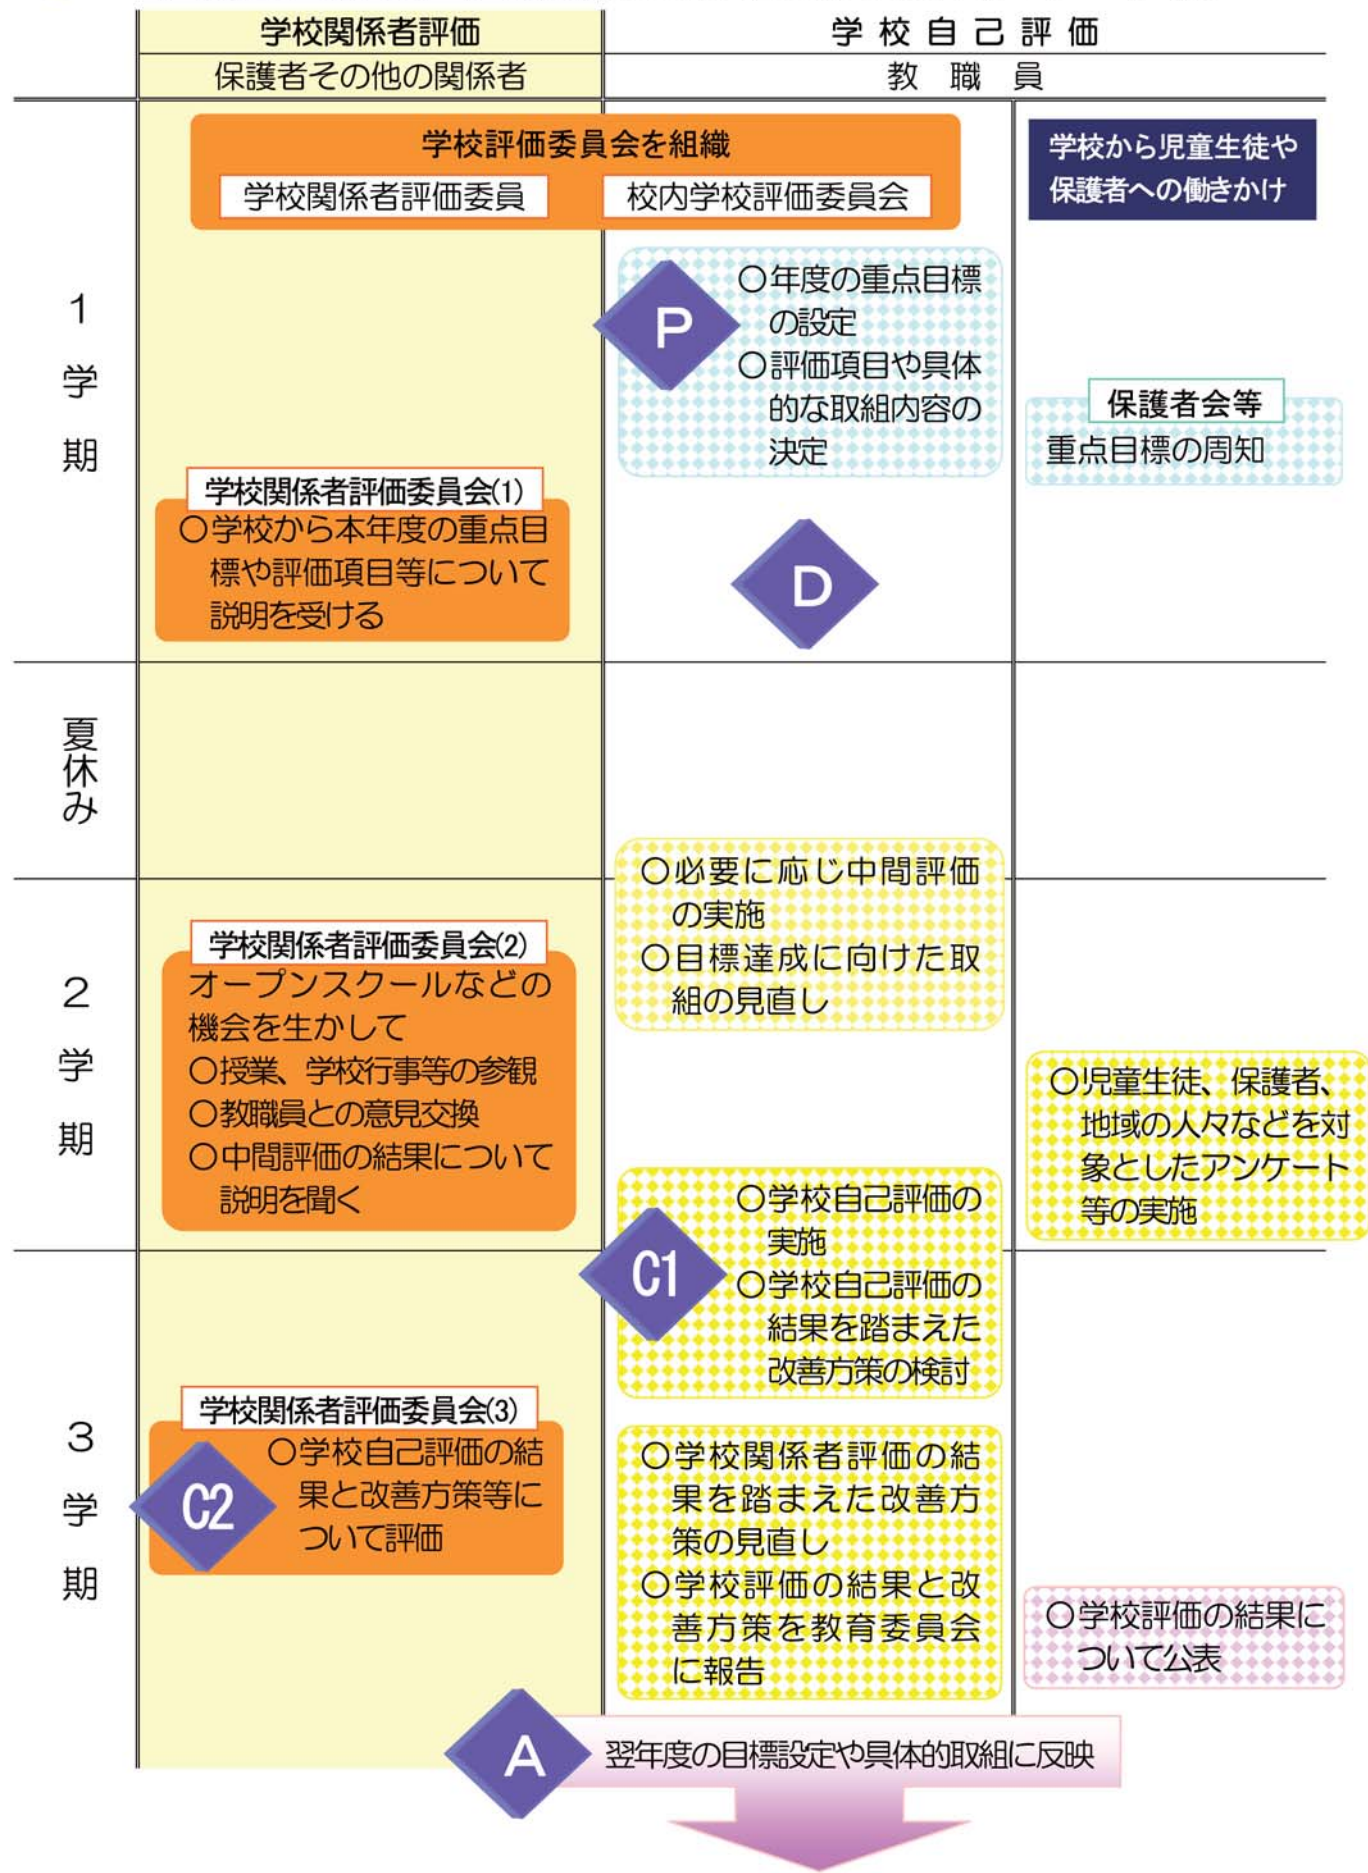 学校関係者評価
学校自己評価
保護者その他の関係者
教職員
1学期
学校評価委員会を組織
学校関係者評価委員
校内学校評価委員会
学校から児童生徒や
保護者への働きかけ
P
○年度の重点目標
の設定
○評価項目や具体
的な取組内容の
決定
保護者会等
重点目標の周知
学校関係者評価委員会(1)
○学校から本年度の重点目
標や評価項目等について
説明を受ける
D
夏休み
○必要に応じ中間評価
の実施
○目標達成に向けた取
組の見直し
2学期
学校関係者評価委員会(2)
オープンスクールなどの
機会を生かして
○授業、学校行事等の参観
○教職員との意見交換
○中間評価の結果について
説明を聞く
○児童生徒、保護者、
地域の人々などを対
象としたアンケート
等の実施
C1
○学校自己評価の
実施
○学校自己評価の
結果を踏まえた
改善方策の検討
3学期
学校関係者評価委員会(3)
C2
○学校自己評価の結
果と改善方策等に
ついて評価
○学校関係者評価の結
果を踏まえた改善方
策の見直し
○学校評価の結果と改
善方策を教育委員会
に報告
○学校評価の結果に
ついて公表
A
翌年度の目標設定や具体的取組に反映